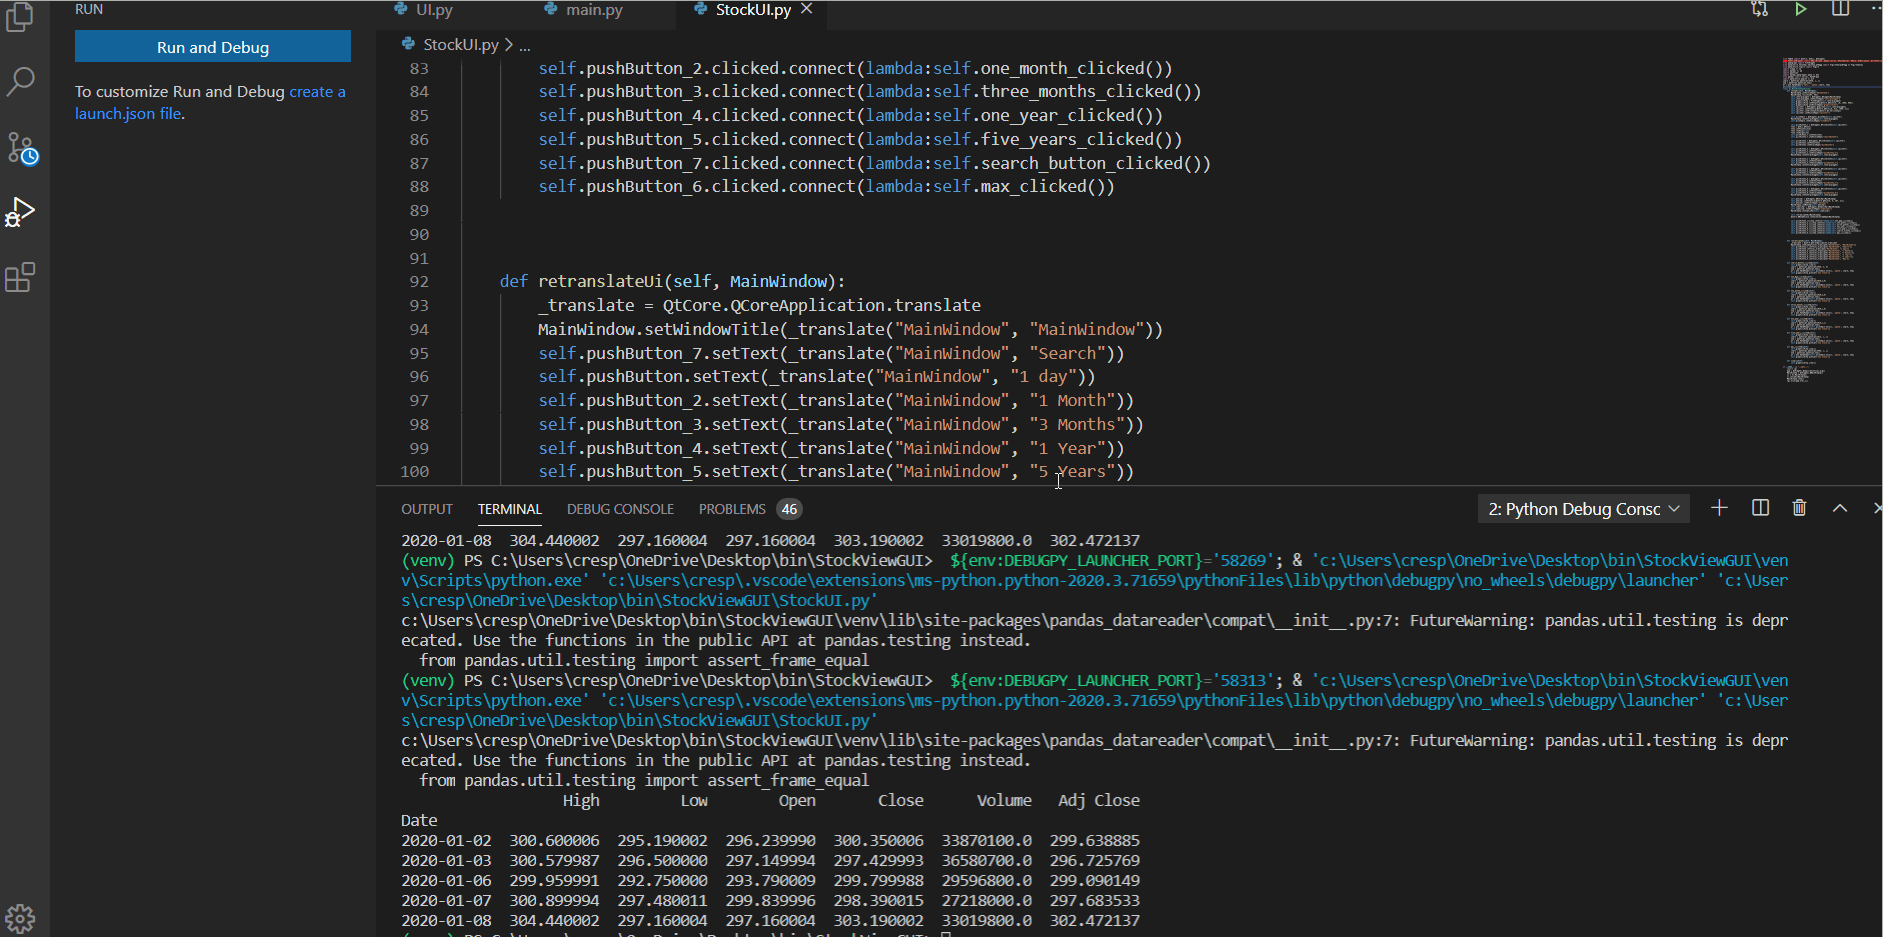 RUN
UI.py
main.py
StockUI.py
Run and Debug
To customize Run and Debug create a
launch.json file.
StockUI.py > ...
83 self.pushButton_2.clicked.connect(lambda:self.one_month_clicked())
84 self.pushButton_3.clicked.connect(lambda:self.three_months_clicked())
85 self.pushButton_4.clicked.connect(lambda:self.one_year_clicked())
86 self.pushButton_5.clicked.connect(lambda:self.five_years_clicked())
87 self.pushButton_7.clicked.connect(lambda:self.search_button_clicked())
88 self.pushButton_6.clicked.connect(lambda:self.max_clicked())
89
90
91
92 def retranslateUi(self, MainWindow):
93 _translate = QtCore.QCoreApplication.translate
94 MainWindow.setWindowTitle(_translate("MainWindow", "MainWindow"))
95 self.pushButton_7.setText(_translate("MainWindow", "Search"))
96 self.pushButton.setText(_translate("MainWindow", "1 day"))
97 self.pushButton_2.setText(_translate("MainWindow", "1 Month"))
98 self.pushButton_3.setText(_translate("MainWindow", "3 Months"))
99 self.pushButton_4.setText(_translate("MainWindow", "1 Year"))
100 self.pushButton_5.setText(_translate("MainWindow", "5 Years"))
OUTPUT TERMINAL DEBUG CONSOLE PROBLEMS 46
2: Python Debug Consc
2020-01-08 304.440002 297.160004 297.160004 303.190002 33019800.0 302.472137
(venv) PS C:\Users\cresp\OneDrive\Desktop\bin\StockViewGUI> ${env:DEBUGPY_LAUNCHER_PORT}='58269'; & 'c:\Users\cresp\OneDrive\Desktop\bin\StockViewGUI\ven
v\Scripts\python.exe' 'c:\Users\cresp\.vscode\extensions\ms-python.python-2020.3.71659\pythonFiles\lib\python\debugpy\no_wheels\debugpy\launcher' 'c:\User
s\cresp\OneDrive\Desktop\bin\StockViewGUI\StockUI.py'
c:\Users\cresp\OneDrive\Desktop\bin\StockViewGUI\venv\lib\site-packages\pandas_datareader\compat\__init__.py:7: FutureWarning: pandas.util.testing is depr
ecated. Use the functions in the public API at pandas.testing instead.
from pandas.util.testing import assert_frame_equal
(venv) PS C:\Users\cresp\OneDrive\Desktop\bin\StockViewGUI> ${env:DEBUGPY_LAUNCHER_PORT}='58313'; & 'c:\Users\cresp\OneDrive\Desktop\bin\StockViewGUI\ven
v\Scripts\python.exe' 'c:\Users\cresp\.vscode\extensions\ms-python.python-2020.3.71659\pythonFiles\lib\python\debugpy\no_wheels\debugpy\launcher' 'c:\User
s\cresp\OneDrive\Desktop\bin\StockViewGUI\StockUI.py'
c:\Users\cresp\OneDrive\Desktop\bin\StockViewGUI\venv\lib\site-packages\pandas_datareader\compat\__init__.py:7: FutureWarning: pandas.util.testing is depr
ecated. Use the functions in the public API at pandas.testing instead.
from pandas.util.testing import assert_frame_equal
High Low Open Close Volume Adj Close
Date
2020-01-02 300.600006 295.190002 296.239990 300.350006 33870100.0 299.638885
2020-01-03 300.579987 296.500000 297.149994 297.429993 36580700.0 296.725769
2020-01-06 299.959991 292.750000 293.790009 299.799988 29596800.0 299.090149
2020-01-07 300.899994 297.480011 299.839996 298.390015 27218000.0 297.683533
2020-01-08 304.440002 297.160004 297.160004 303.190002 33019800.0 302.472137